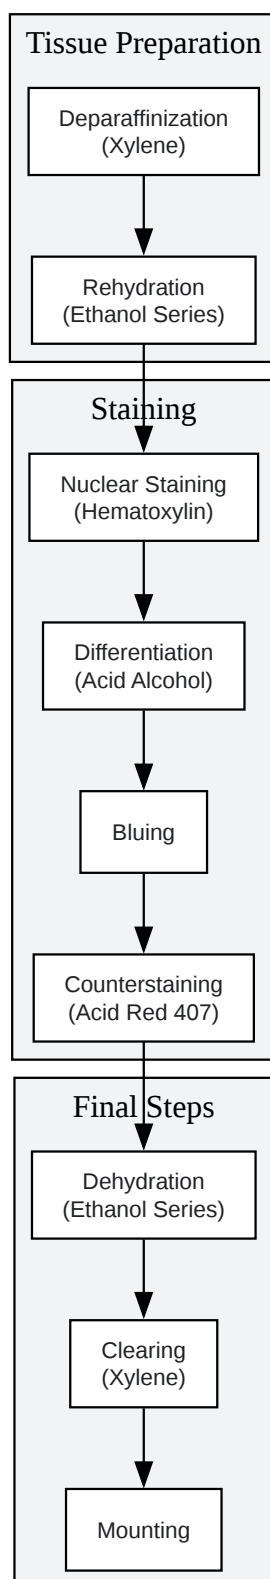 Tissue Preparation
Deparaffinization
(Xylene)
Rehydration
(Ethanol Series)
Staining
Nuclear Staining
(Hematoxylin)
Differentiation
(Acid Alcohol)
Bluing
Counterstaining
(Acid Red 407)
Final Steps
Dehydration
(Ethanol Series)
Clearing
(Xylene)
Mounting